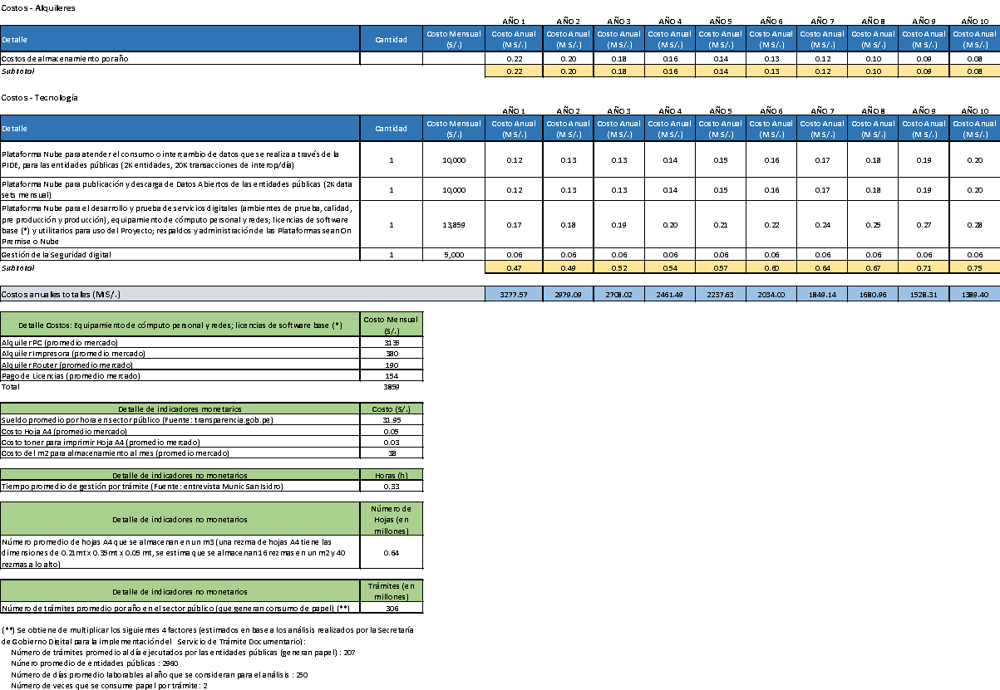 Costos - Alquileres
AÑO 1 AÑO 2 AÑO 3 AÑO 4 AÑO 5 AÑO 6 AÑO 7 AÑO 8 AÑO 9 AÑO 10
Detalle Cantidad Costo Mensual (S/.) Costo Anual (M S/.) Costo Anual (M S/.) Costo Anual (M S/.) Costo Anual (M S/.) Costo Anual (M S/.) Costo Anual (M S/.) Costo Anual (M S/.) Costo Anual (M S/.) Costo Anual (M S/.) Costo Anual (M S/.)
Costos de almacenamiento por año 0.22 0.20 0.18 0.16 0.14 0.13 0.12 0.10 0.09 0.08
Subtotal 0.22 0.20 0.18 0.16 0.14 0.13 0.12 0.10 0.09 0.08
Costos - Tecnología
AÑO 1 AÑO 2 AÑO 3 AÑO 4 AÑO 5 AÑO 6 AÑO 7 AÑO 8 AÑO 9 AÑO 10
Detalle Cantidad Costo Mensual (S/.) Costo Anual (M S/.) Costo Anual (M S/.) Costo Anual (M S/.) Costo Anual (M S/.) Costo Anual (M S/.) Costo Anual (M S/.) Costo Anual (M S/.) Costo Anual (M S/.) Costo Anual (M S/.) Costo Anual (M S/.)
Plataforma Nube para atender el consumo o intercambio de datos que se realiza a través de la
PIDE, para las entidades públicas (2K entidades, 20K transacciones de interop/día) 1 10,000 0.12 0.13 0.13 0.14 0.15 0.16 0.17 0.18 0.19 0.20
Plataforma Nube para publicación y descarga de Datos Abiertos de las entidades públicas (2K data
sets mensual) 1 10,000 0.12 0.13 0.13 0.14 0.15 0.16 0.17 0.18 0.19 0.20
Plataforma Nube para el desarrollo y prueba de servicios digitales (ambientes de prueba, calidad,
pre producción y producción), equipamiento de cómputo personal y redes; licencias de software
base (*) y utilitarios para uso del Proyecto; respaldos y administración de las Plataformas sean On
Premise o Nube 1 13,859 0.17 0.18 0.19 0.20 0.21 0.22 0.24 0.25 0.27 0.28
Gestión de la Seguridad digital 1 5,000 0.06 0.06 0.06 0.06 0.06 0.06 0.06 0.06 0.06 0.06
Subtotal 0.47 0.49 0.52 0.54 0.57 0.60 0.64 0.67 0.71 0.75
Costos anuales totales (M S/.) 3277.57 2979.09 2708.02 2461.49 2237.63 2034.00 1849.14 1680.96 1528.31 1389.40
Detalle Costos: Equipamiento de cómputo personal y redes; licencias de software base (*) Costo Mensual (S/.)
Alquiler PC (promedio mercado) 3135
Alquiler Impresora (promedio mercado) 380
Alquiler Router (promedio mercado) 190
Pago de Licencias (promedio mercado) 154
Total 3859
Detalle de indicadores monetarios Costo (S/.)
Sueldo promedio por hora en sector público (Fuente: transparencia.gob.pe) 31.95
Costo Hoja A4 (promedio mercado) 0.05
Costo toner para imprimir Hoja A4 (promedio mercado) 0.03
Costo del m2 para almacenamiento al mes (promedio mercado) 38
Detalle de indicadores no monetarios Horas (h)
Tiempo promedio de gestión por trámite (Fuente: entrevista Munic San Isidro) 0.33
Detalle de indicadores no monetarios Número de Hojas (en millones)
Número promedio de hojas A4 que se almacenan en un m3 (una rezma de hojas A4 tiene las
dimensiones de 0.21mt x 0.35mt x 0.05 mt, se estima que se almacenan 16 rezmas en un m2 y 40
rezmas a lo alto) 0.64
Detalle de indicadores no monetarios Trámites (en millones)
Número de trámites promedio por año en el sector público (que generan consumo de papel) (**) 306
(**) Se obtiene de multiplicar los siguientes 4 factores (estimados en base a los análisis realizados por la Secretaría
de Gobierno Digital para la implementación del Servicio de Trámite Documentario):
Número de trámites promedio al día ejecutados por las entidades públicas (generan papel) : 207
Núnero promedio de entidades públicas : 2960
Número de días promedio laborables al año que se consideran para el análisis : 250
Número de veces que se consume papel por trámite: 2